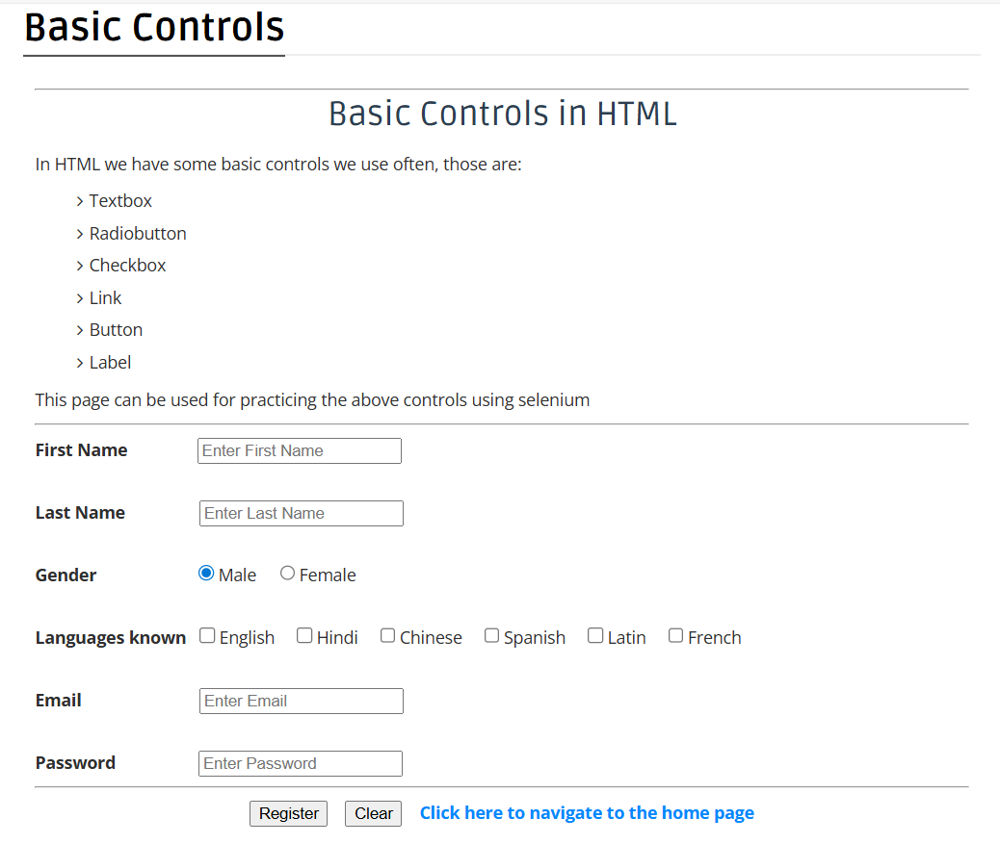 Basic Controls
Basic Controls in HTML
In HTML we have some basic controls we use often, those are:
Textbox
Radiobutton
Checkbox
Link
Button
Label
This page can be used for practicing the above controls using selenium
First Name Enter First Name
Last Name Enter Last Name
Gender Male Female
Languages known English Hindi Chinese Spanish Latin French
Email Enter Email
Password Enter Password
Register Clear Click here to navigate to the home page